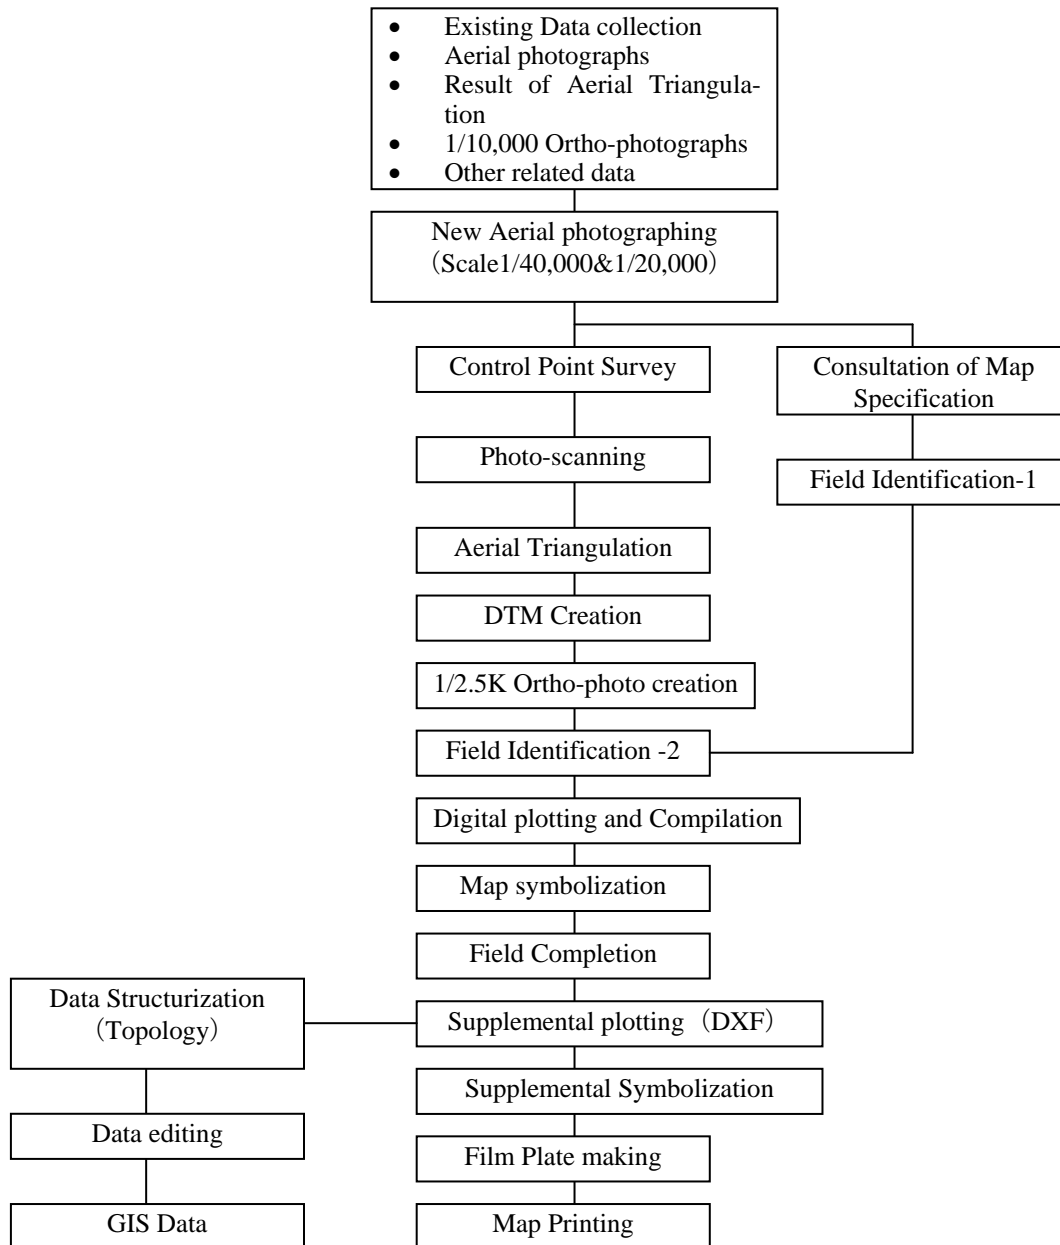 • Existing Data collection
• Aerial photographs
• Result of Aerial Triangula-
tion
• 1/10,000 Ortho-photographs
• Other related data
New Aerial photographing
（Scale1/40,000&1/20,000）
Control Point Survey
Consultation of Map
Specification
Photo-scanning
Field Identification-1
Aerial Triangulation
DTM Creation
1/2.5K Ortho-photo creation
Field Identification -2
Digital plotting and Compilation
Map symbolization
Field Completion
Data Structurization
（Topology）
Supplemental plotting（DXF）
Supplemental Symbolization
Data editing
Film Plate making
GIS Data
Map Printing